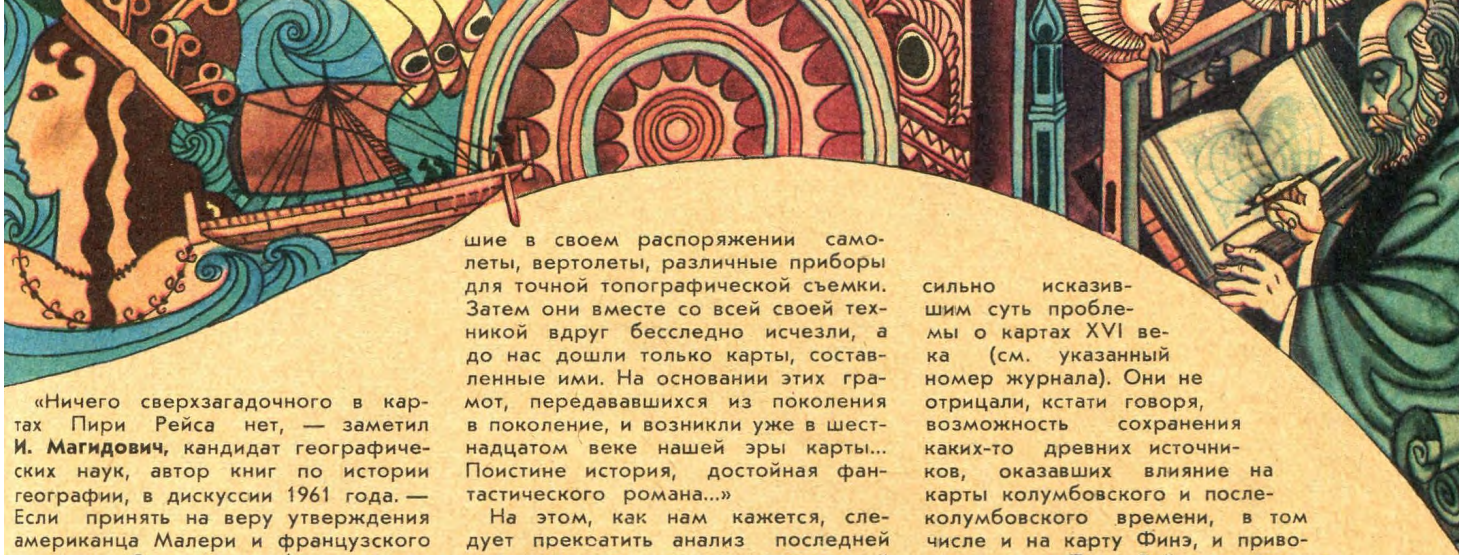 «Ничего сверхзагадочного в кар-
тах Пири Рейса нет, — заметил
И. Магидович, кандидат географиче-
ских наук, автор книг по истории
географии, в дискуссии 1961 года. —
Если принять на веру утверждения
американца Малери и французского
шие в своем распоряжении само-
леты, вертолеты, различные приборы
для точной топографической съемки.
Затем они вместе со всей своей тех-
никой вдруг бесследно исчезли, а
до нас дошли только карты, состав-
ленные ими. На основании этих гра-
мот, передававшихся из поколения
в поколение, и возникли уже в шест-
надцатом веке нашей эры карты...
Поистине история, достойная фан-
тастического романа...»
На этом, как нам кажется, сле-
дует прекратить анализ последней
сильно исказив-
шим суть пробле-
мы о картах XVI ве-
ка (см. указанный
номер журнала). Они не
отрицали, кстати говоря,
возможность сохранения
каких-то древних источни-
ков, оказавших влияние на
карты колумбовского и после-
колумбовского времени, в том
числе и на карту Финэ, и приво-